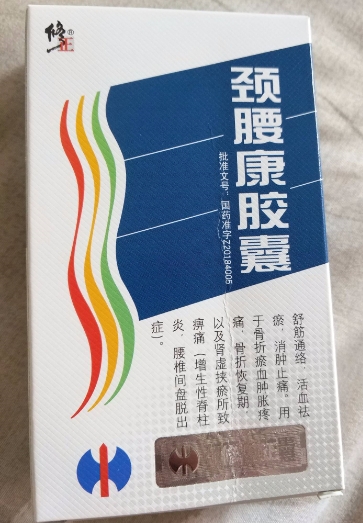 修正®
颈腰康胶囊
批准文号：国药准字Z20184005
舒筋通络，活血祛
瘀，消肿止痛。用
于骨折瘀血肿胀疼
痛、骨折恢复期
以及肾虚挟瘀所致
痹痛（增生性脊柱
炎、腰椎间盘脱出
症）。